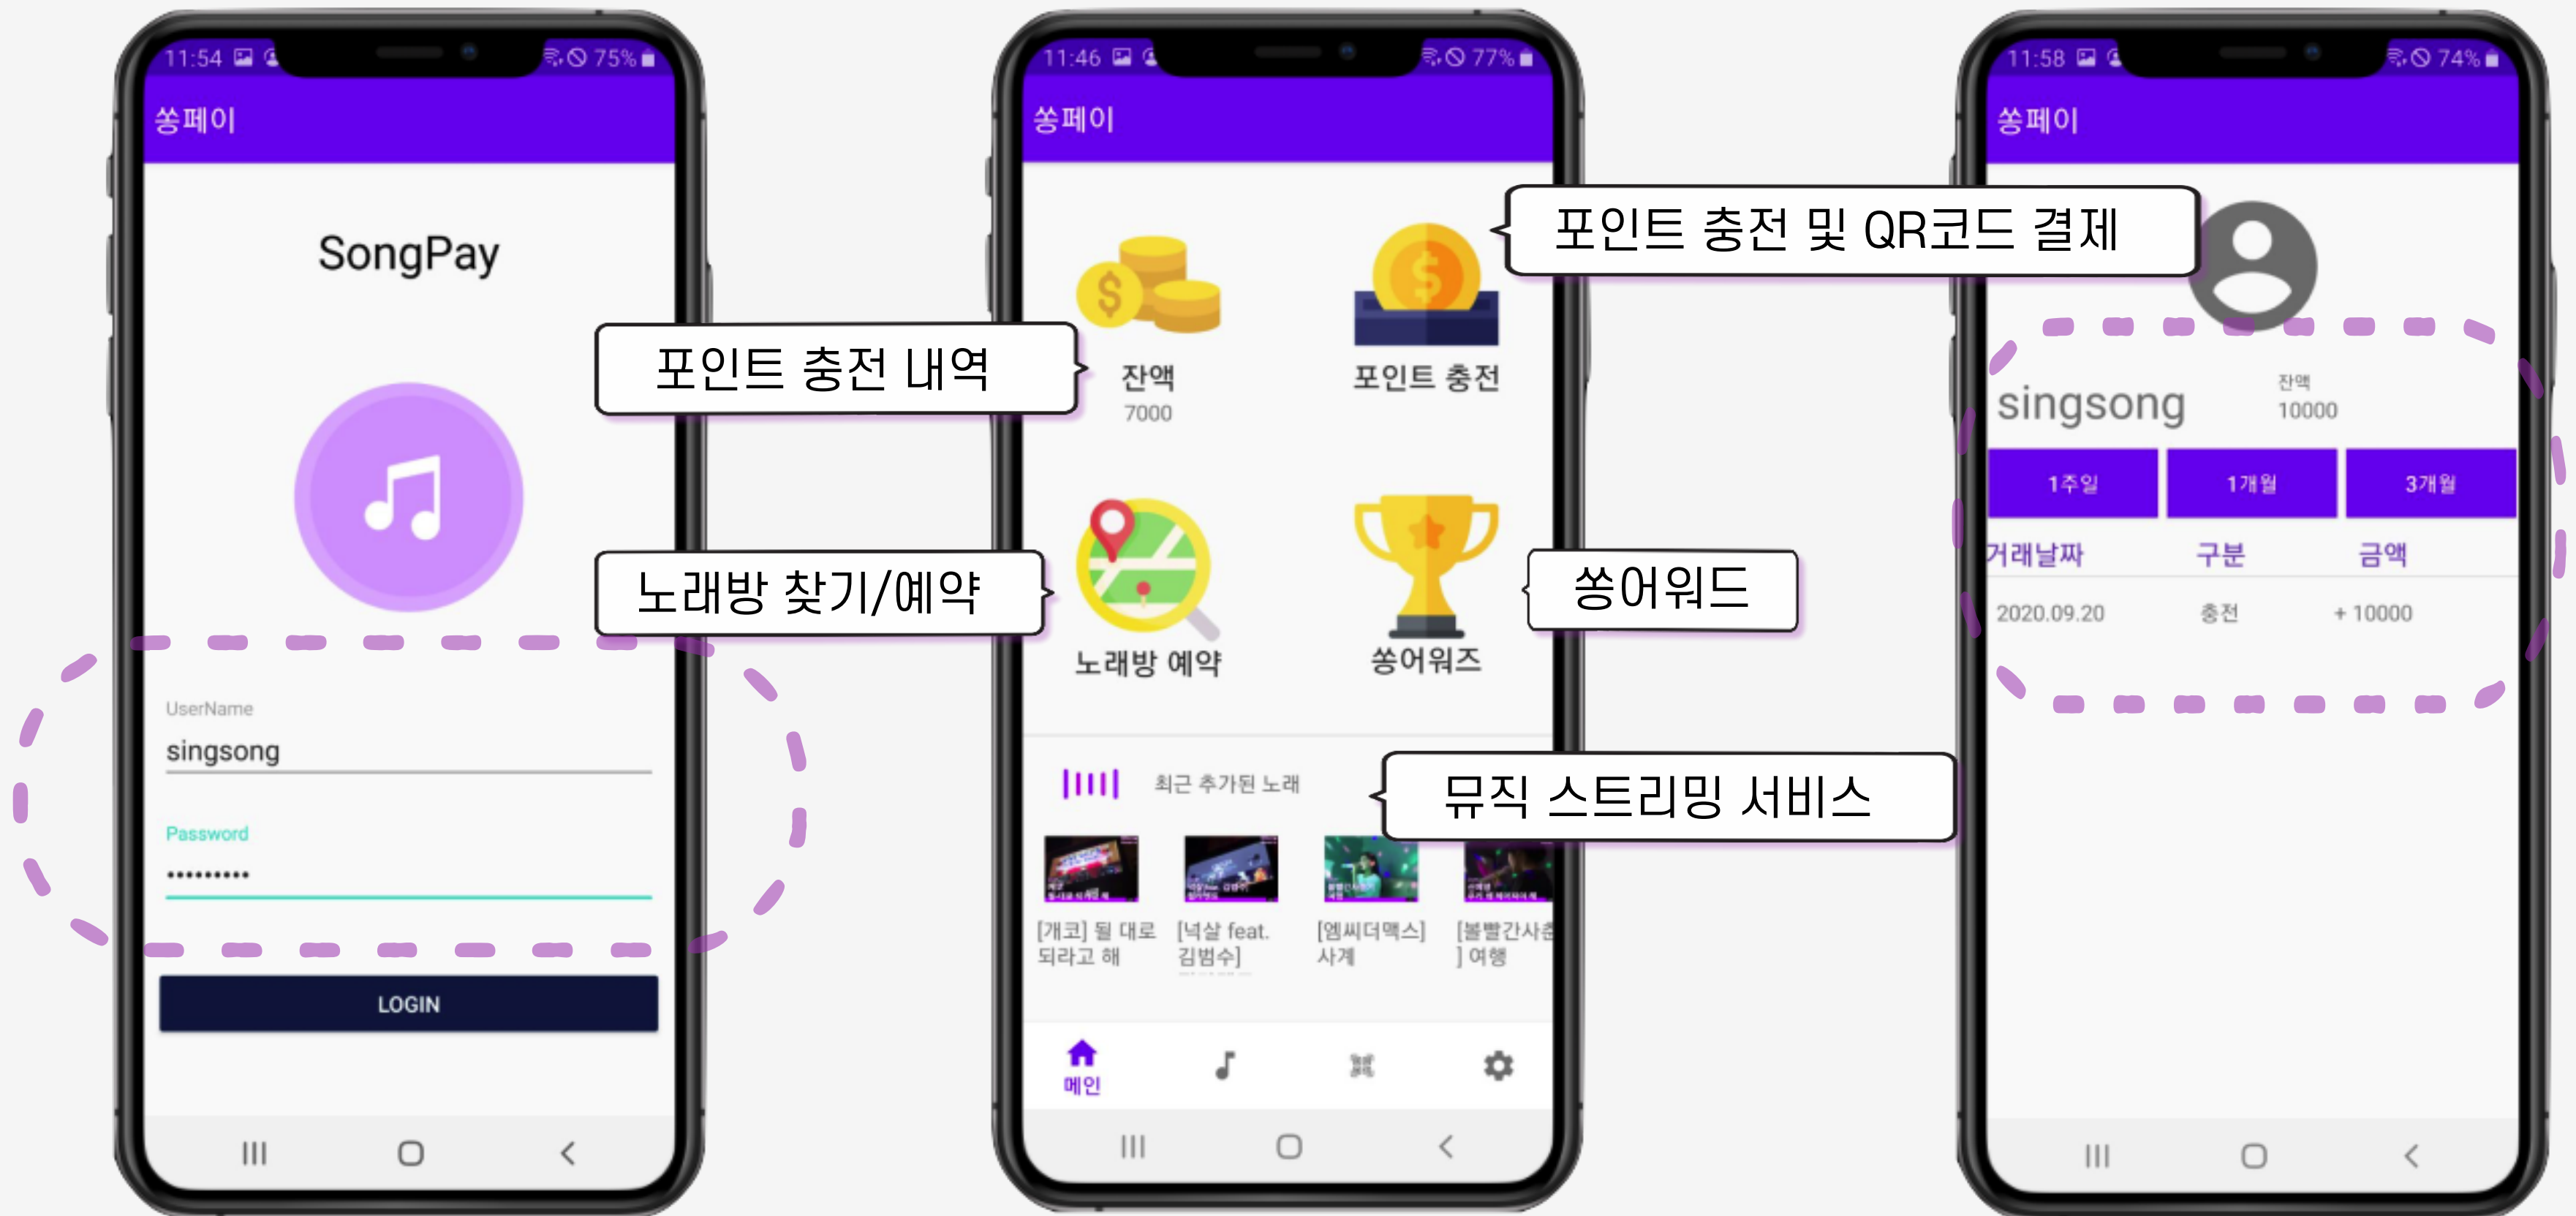 11:54
75%
쏭페이
SongPay
UserName
singsong
Password
•••••••••
LOGIN
포인트 충전 내역
노래방 찾기/예약
11:46
77%
쏭페이
잔액
7000
포인트 충전
노래방 예약
쏭어워즈
최근 추가된 노래
[개코] 될 대로
되라고 해
[넉살 feat.
김범수]
[엠씨더맥스]
사계
[볼빨간사춘
] 여행
메인
포인트 충전 및 QR코드 결제
쏭어워드
뮤직 스트리밍 서비스
11:58
74%
쏭페이
singsong
잔액
10000
1주일
1개월
3개월
거래날짜 구분 금액
2020.09.20 충전 + 10000